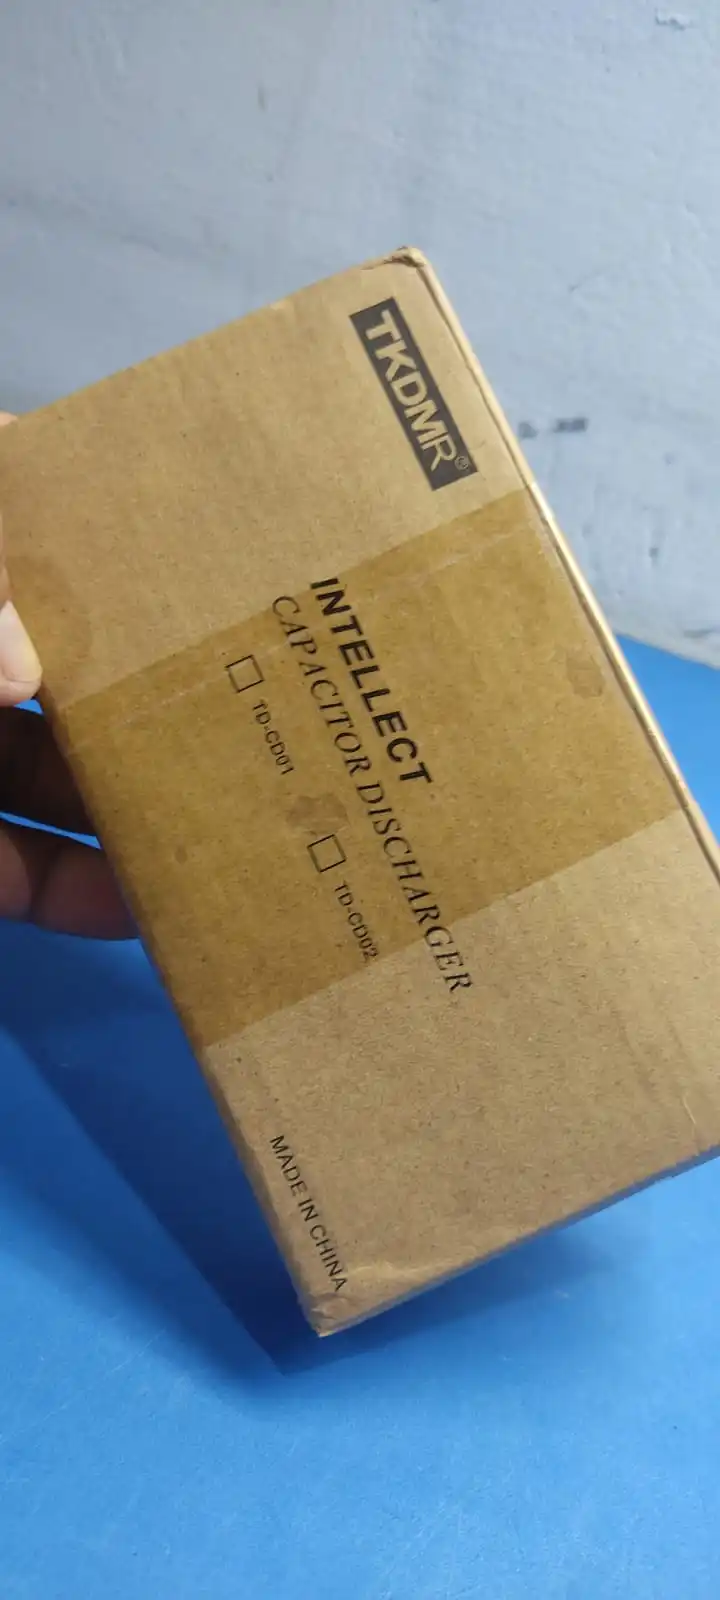 TKDMR®
INTELLECT
CAPACITOR DISCHARGER
□ TD-CD01 □ TD-CD02
MADE IN CHINA